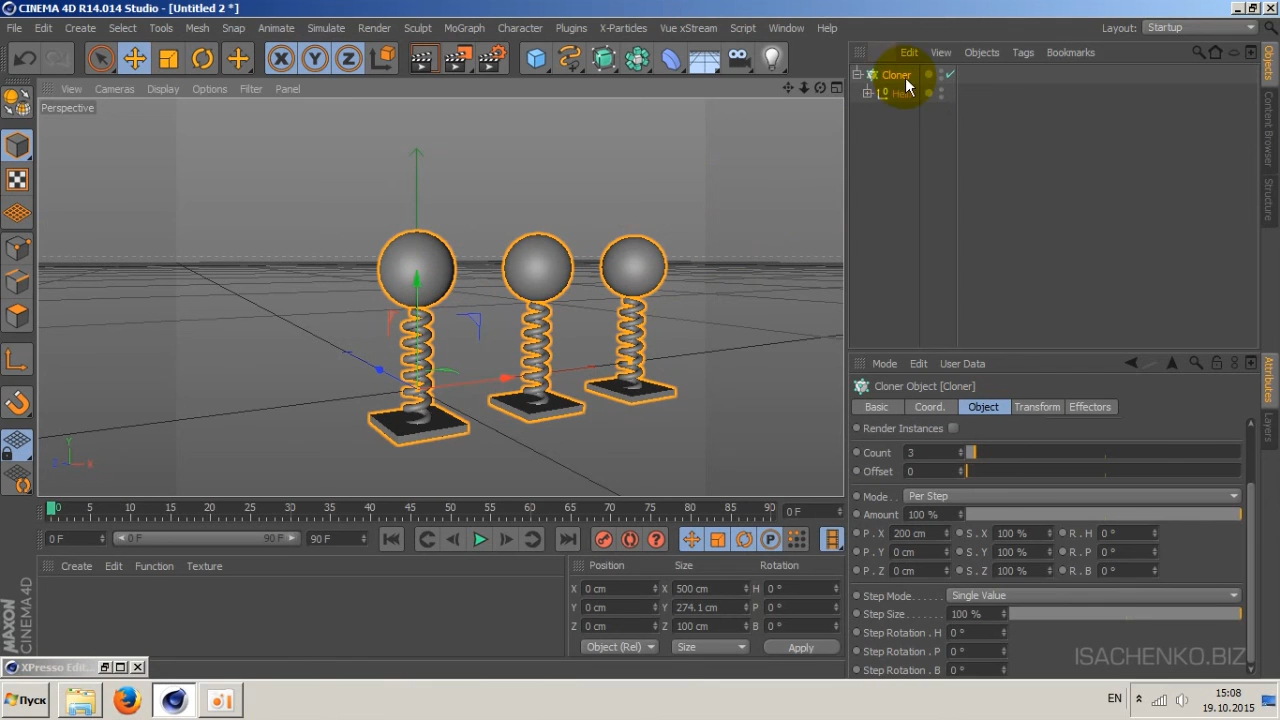 CINEMA 4D R14.014 Studio - [Untitled 2 *]
File Edit Create Select Tools Mesh Snap Animate Simulate Render Sculpt MoGraph Character Plugins X-Particles Vue xStream Script Window Help Layout: Startup
X Y Z
Edit View Objects Tags Bookmarks
Cloner
View Cameras Display Options Filter Panel
Perspective
Objects
Content Browser
Structure
Y
X
Z
Mode Edit User Data
Cloner Object [Cloner]
Basic Coord. Object Transform Effectors
Attributes
Layers
Render Instances
Count 3
Offset 0
Mode . . Per Step
Amount 100 %
P . X 200 cm S . X 100 % R . H 0 °
P . Y 0 cm S . Y 100 % R . P 0 °
P . Z 0 cm S . Z 100 % R . B 0 °
Step Mode Single Value
Step Size 100 %
Step Rotation . H 0 °
Step Rotation . P 0 °
Step Rotation . B 0 °
0 5 10 15 20 25 30 35 40 45 50 55 60 65 70 75 80 85 90 0 F
0 F 0 F 90 F 90 F
Create Edit Function Texture
Position Size Rotation
X 0 cm X 500 cm H 0 °
Y 0 cm Y 274.1 cm P 0 °
Z 0 cm Z 100 cm B 0 °
Object (Rel) Size Apply
MAXON
CINEMA 4D
XPresso Edit...
ISACHENKO.BIZ
Пуск
EN
15:08
19.10.2015